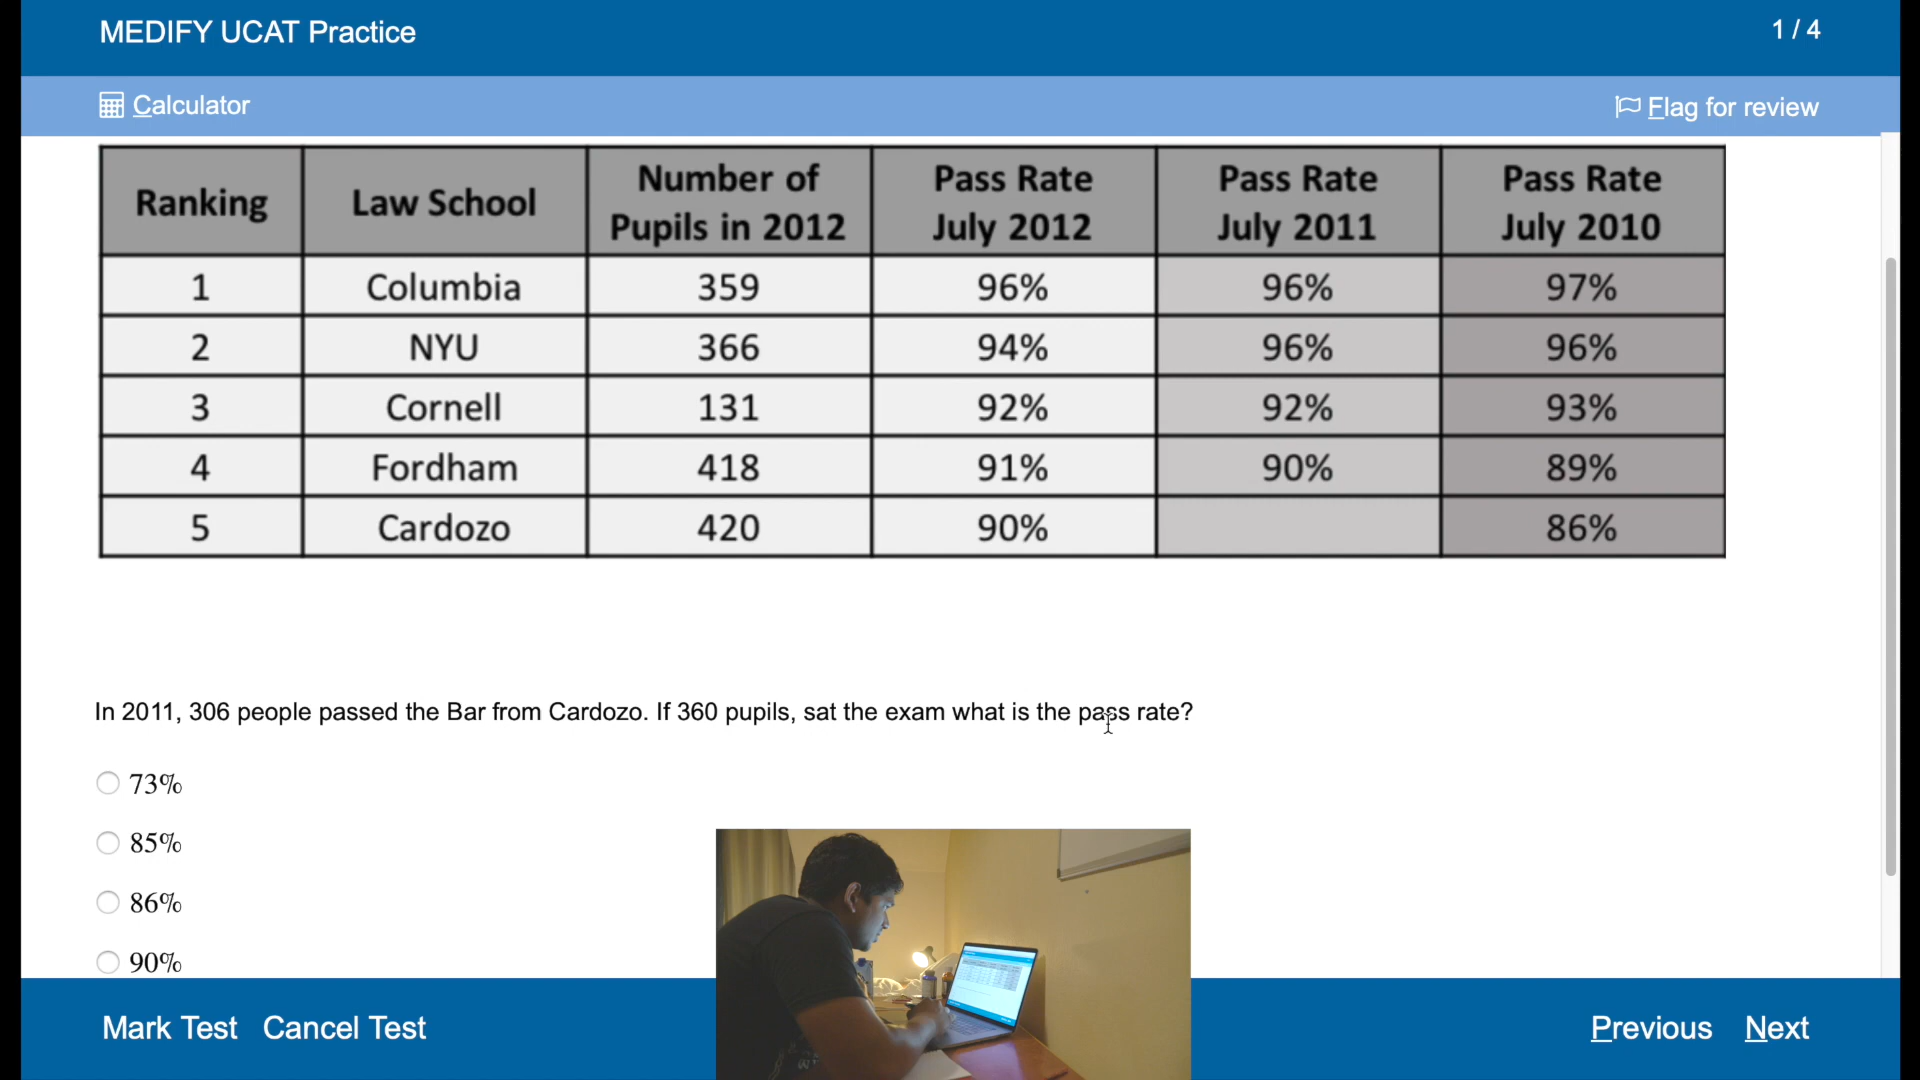 MEDIFY UCAT Practice
1 / 4
Calculator
Flag for review
Ranking Law School Number of Pupils in 2012 Pass Rate July 2012 Pass Rate July 2011 Pass Rate July 2010
1 Columbia 359 96% 96% 97%
2 NYU 366 94% 96% 96%
3 Cornell 131 92% 92% 93%
4 Fordham 418 91% 90% 89%
5 Cardozo 420 90% 86%
In 2011, 306 people passed the Bar from Cardozo. If 360 pupils, sat the exam what is the pass rate?
73%
85%
86%
90%
Mark Test Cancel Test
Previous Next